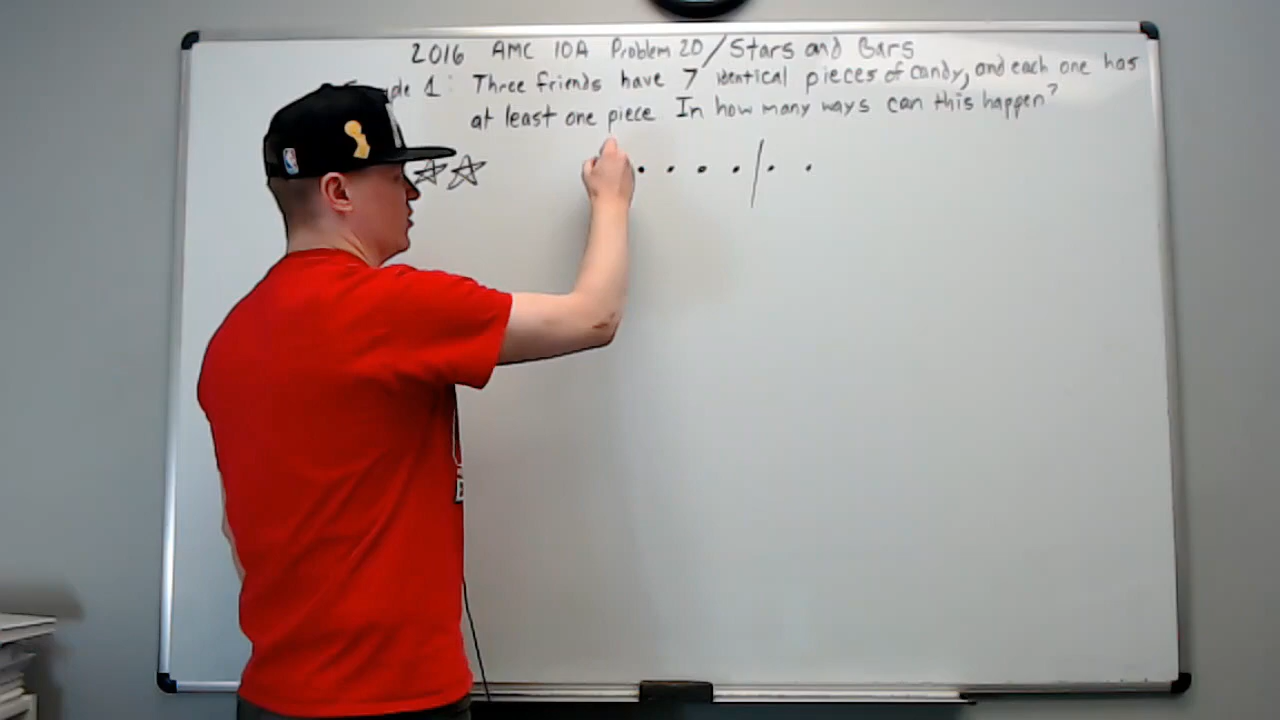 2016 AMC 10A Problem 20/Stars and Bars
1: Three friends have 7 identical pieces of candy, and each one has
at least one piece. In how many ways can this happen?